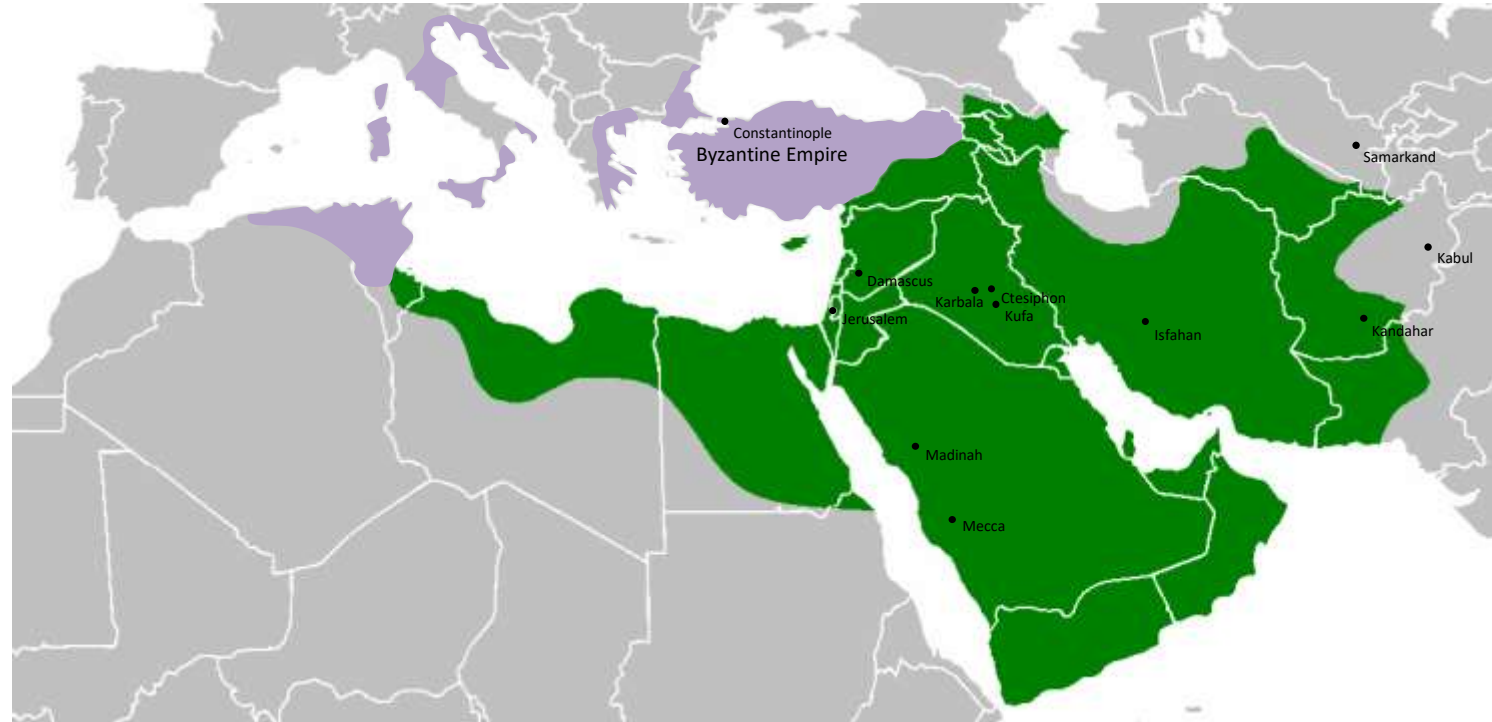 Constantinople
Byzantine Empire
Samarkand
Kabul
Damascus
Karbala
Ctesiphon
Kufa
Jerusalem
Isfahan
Kandahar
Madinah
Mecca